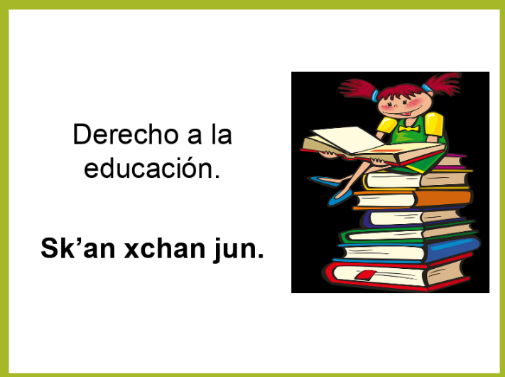 Derecho a la
educación.
Sk’an xchan jun.